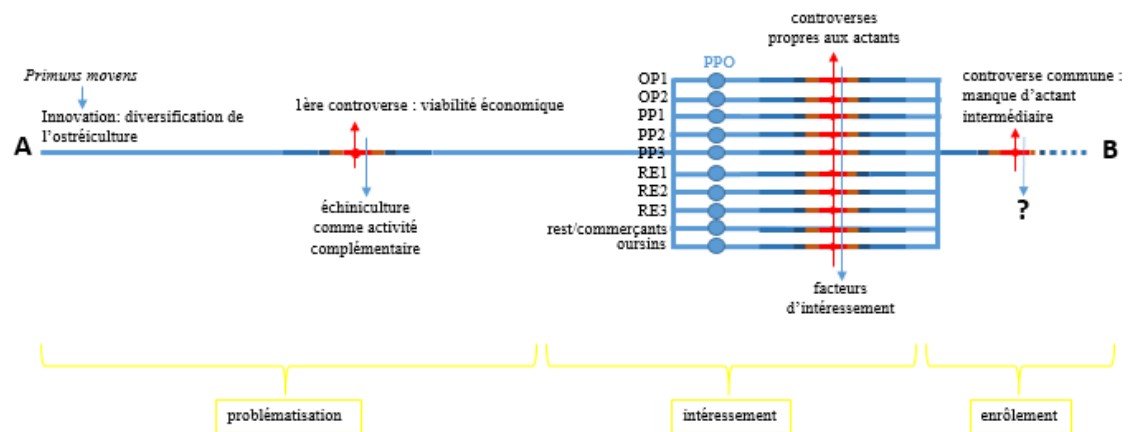 controverses
propres aux actants
Primuns movens
PPO
OP1
OP2
PP1
PP2
PP3
RE1
RE2
RE3
rest/commerçants
oursins
controverse commune :
manque d'actant
intermédiaire
Innovation: diversification de
l'ostréiculture
1ère controverse : viabilité économique
A
B
échiniculture
comme activité
complémentaire
?
facteurs
d'intéressement
problématisation
intéressement
enrôlement